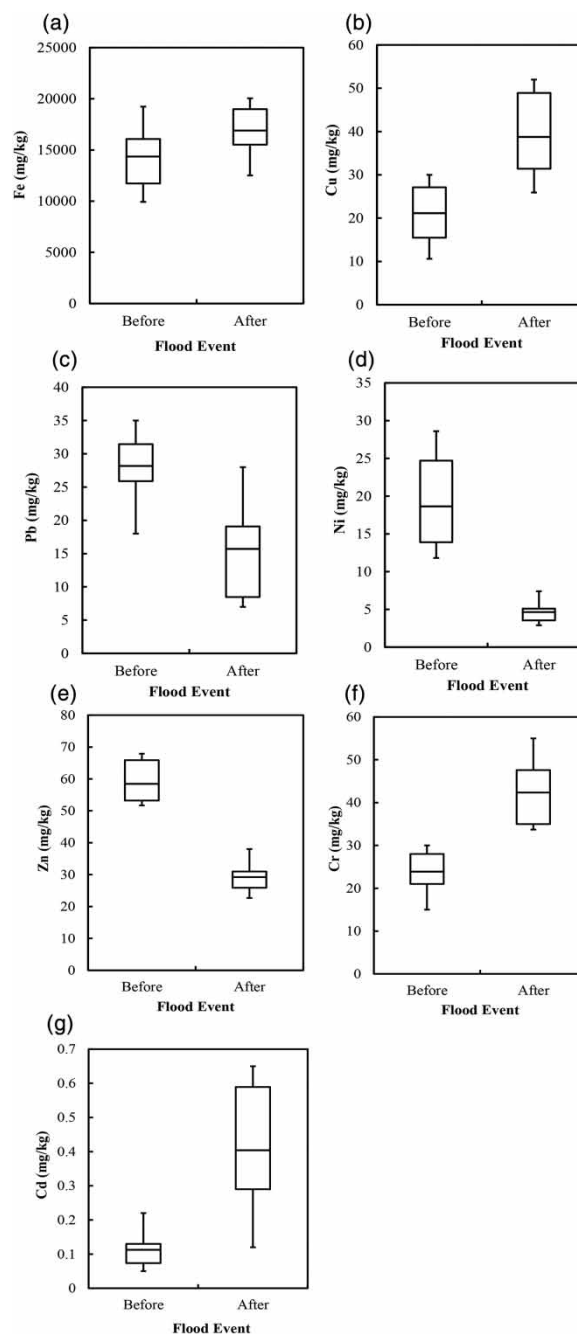 (a)
25000
20000
15000
10000
5000
0
Fe (mg/kg)
Before After
Flood Event
(b)
60
50
40
30
20
10
0
Cu (mg/kg)
Before After
Flood Event
(c)
40
35
30
25
20
15
10
5
0
Pb (mg/kg)
Before After
Flood Event
(d)
35
30
25
20
15
10
5
0
Ni (mg/kg)
Before After
Flood Event
(e)
80
70
60
50
40
30
20
10
0
Zn (mg/kg)
Before After
Flood Event
(f)
60
50
40
30
20
10
0
Cr (mg/kg)
Before After
Flood Event
(g)
0.7
0.6
0.5
0.4
0.3
0.2
0.1
0
Cd (mg/kg)
Before After
Flood Event